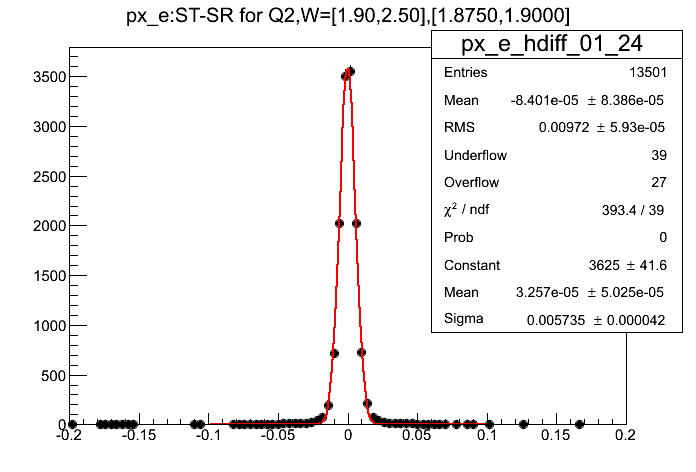 px_e:ST-SR for Q2,W=[1.90,2.50],[1.8750,1.9000]
px_e_hdiff_01_24
Entries 13501
Mean -8.401e-05 ± 8.386e-05
RMS 0.00972 ± 5.93e-05
Underflow 39
Overflow 27
χ² / ndf 393.4 / 39
Prob 0
Constant 3625 ± 41.6
Mean 3.257e-05 ± 5.025e-05
Sigma 0.005735 ± 0.000042
3500
3000
2500
2000
1500
1000
500
0
-0.2 -0.15 -0.1 -0.05 0 0.05 0.1 0.15 0.2